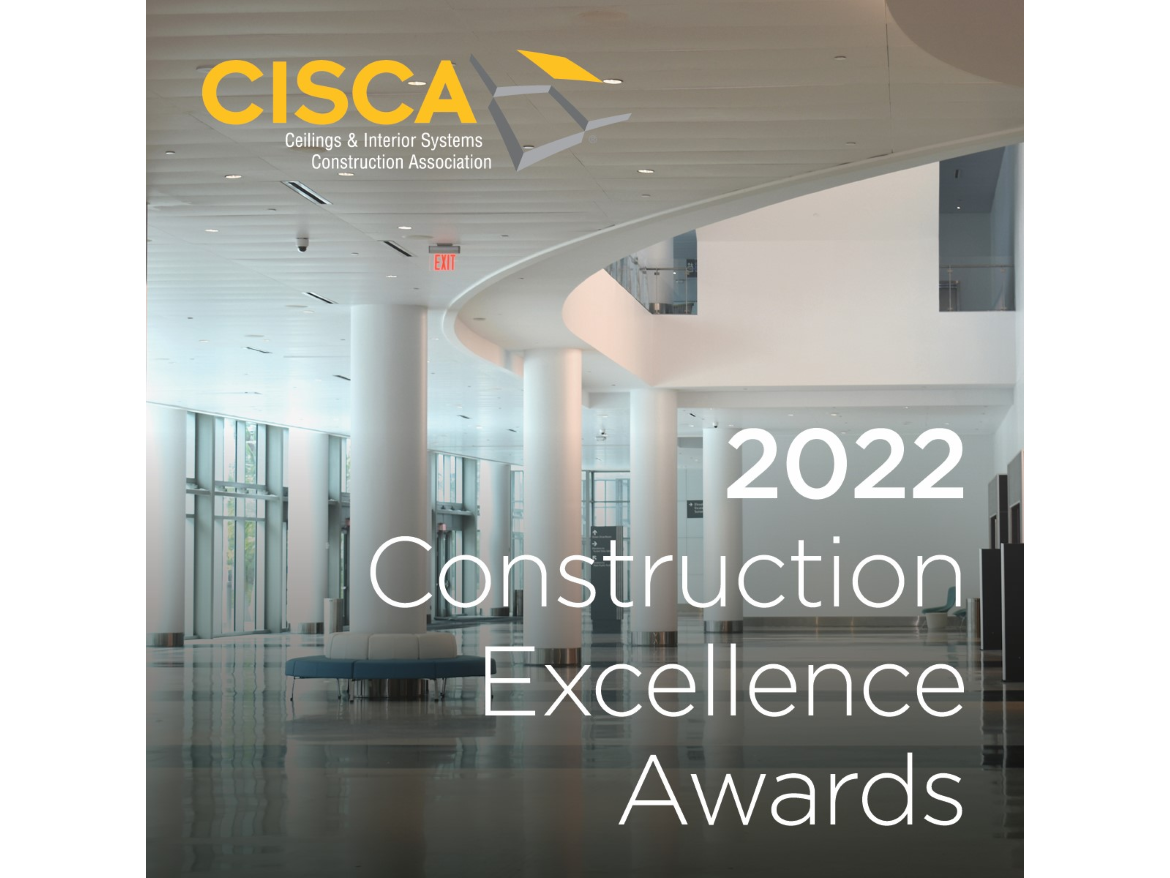 CISCA
Ceilings & Interior Systems
Construction Association
EXIT
2022
Construction
Excellence
Awards